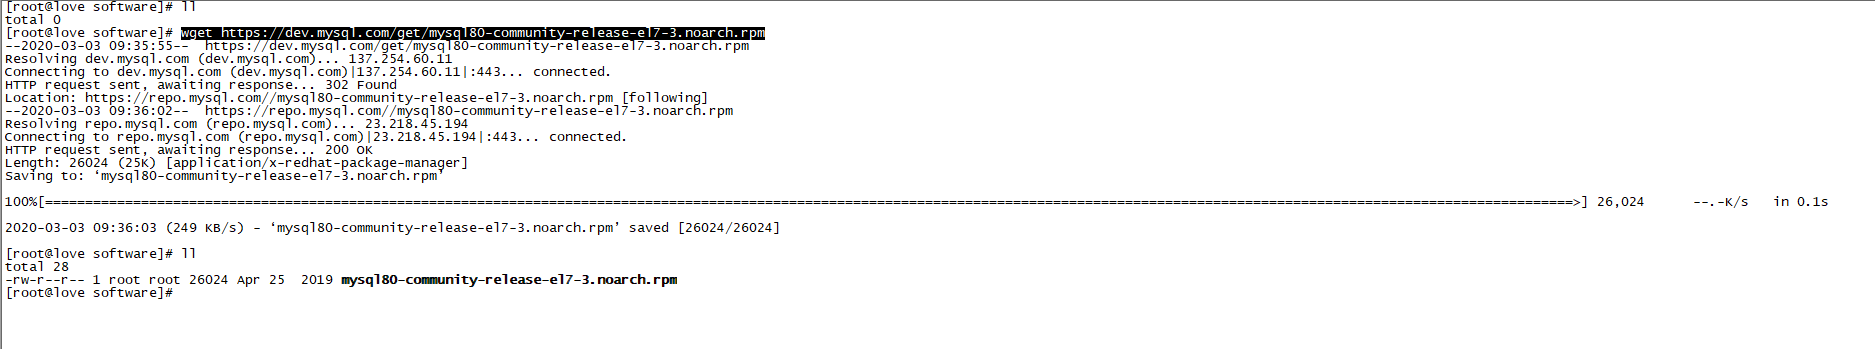 [root@love software]# ll
total 0
[root@love software]# wget https://dev.mysql.com/get/mysql80-community-release-el7-3.noarch.rpm
--2020-03-03 09:35:55--  https://dev.mysql.com/get/mysql80-community-release-el7-3.noarch.rpm
Resolving dev.mysql.com (dev.mysql.com)... 137.254.60.11
Connecting to dev.mysql.com (dev.mysql.com)|137.254.60.11|:443... connected.
HTTP request sent, awaiting response... 302 Found
Location: https://repo.mysql.com//mysql80-community-release-el7-3.noarch.rpm [following]
--2020-03-03 09:36:02--  https://repo.mysql.com//mysql80-community-release-el7-3.noarch.rpm
Resolving repo.mysql.com (repo.mysql.com)... 23.218.45.194
Connecting to repo.mysql.com (repo.mysql.com)|23.218.45.194|:443... connected.
HTTP request sent, awaiting response... 200 OK
Length: 26024 (25K) [application/x-redhat-package-manager]
Saving to: ‘mysql80-community-release-el7-3.noarch.rpm’
100%[===============================================================================================================================================================================================>] 26,024      --.-K/s   in 0.1s
2020-03-03 09:36:03 (249 KB/s) - ‘mysql80-community-release-el7-3.noarch.rpm’ saved [26024/26024]
[root@love software]# ll
total 28
-rw-r--r-- 1 root root 26024 Apr 25  2019 mysql80-community-release-el7-3.noarch.rpm
[root@love software]#